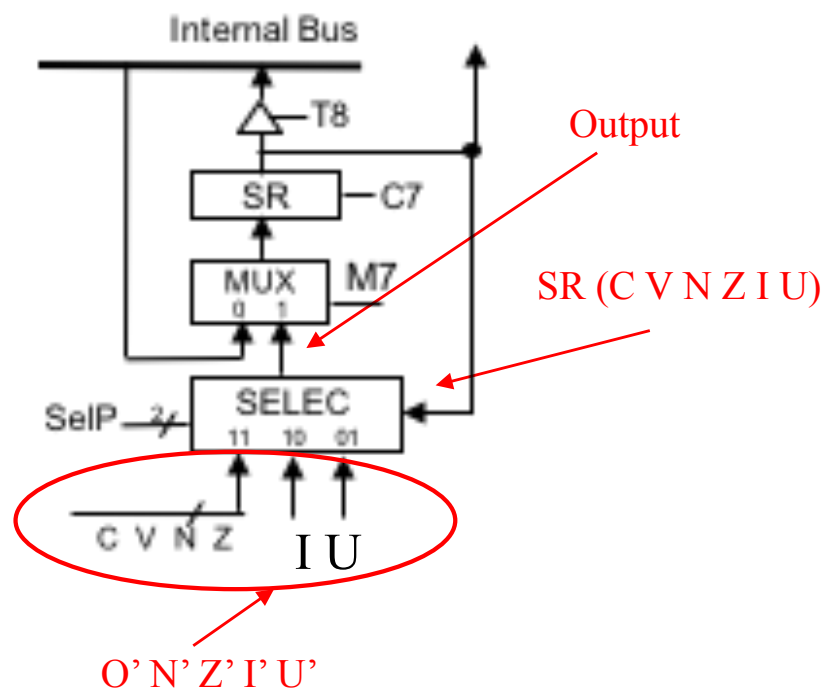 Internal Bus
T8
Output
SR
C7
MUX
M7
0 1
SR (C V N Z I U)
SELEC
SelP
2
11 10 01
C V N Z
I U
O’ N’ Z’ I’ U’